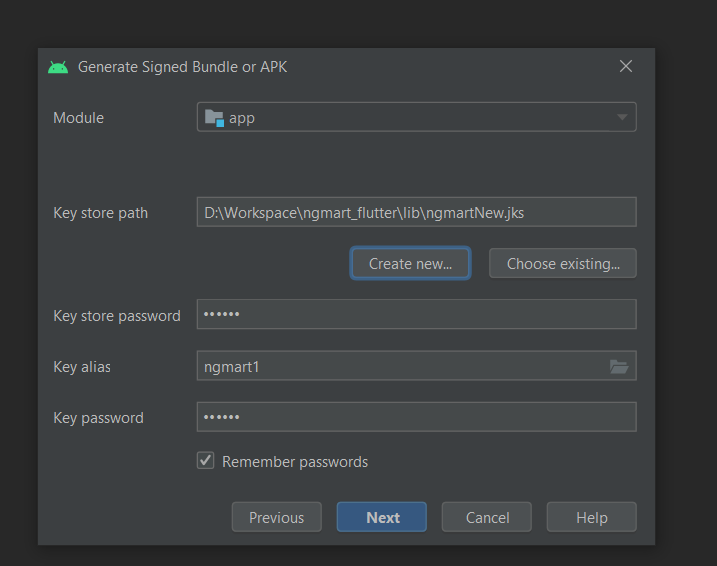 Generate Signed Bundle or APK
Module
app
Key store path
D:\Workspace\ngmart_flutter\lib\ngmartNew.jks
Create new...
Choose existing...
Key store password
••••••
Key alias
ngmart1
Key password
••••••
Remember passwords
Previous
Next
Cancel
Help